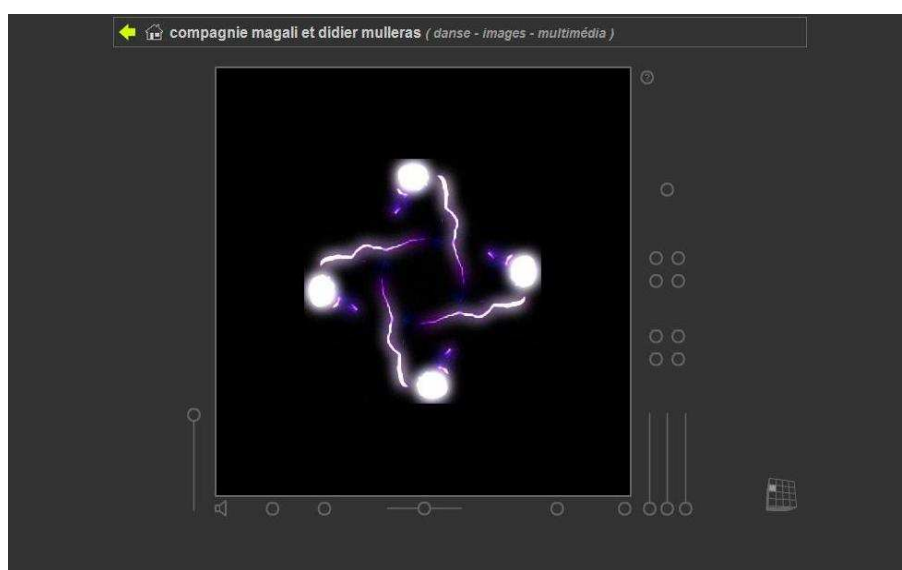 compagnie magali et didier mulleras ( danse - images - multimédia )
?